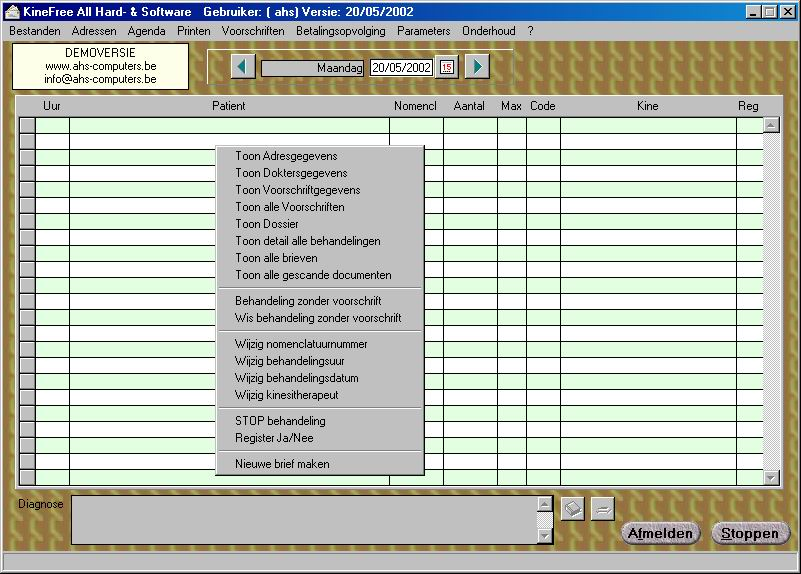 KineFree All Hard- & Software   Gebruiker: ( ahs) Versie: 20/05/2002
Bestanden Adressen Agenda Printen Voorschriften Betalingsopvolging Parameters Onderhoud ?
DEMOVERSIE
www.ahs-computers.be
info@ahs-computers.be
Maandag 20/05/2002 15
Uur Patient Nomencl Aantal Max Code Kine Reg
Toon Adresgegevens
Toon Doktersgegevens
Toon Voorschriftgegevens
Toon alle Voorschriften
Toon Dossier
Toon detail alle behandelingen
Toon alle brieven
Toon alle gescande documenten
Behandeling zonder voorschrift
Wis behandeling zonder voorschrift
Wijzig nomenclatuurnummer
Wijzig behandelingsuur
Wijzig behandelingsdatum
Wijzig kinesitherapeut
STOP behandeling
Register Ja/Nee
Nieuwe brief maken
Diagnose
Afmelden Stoppen